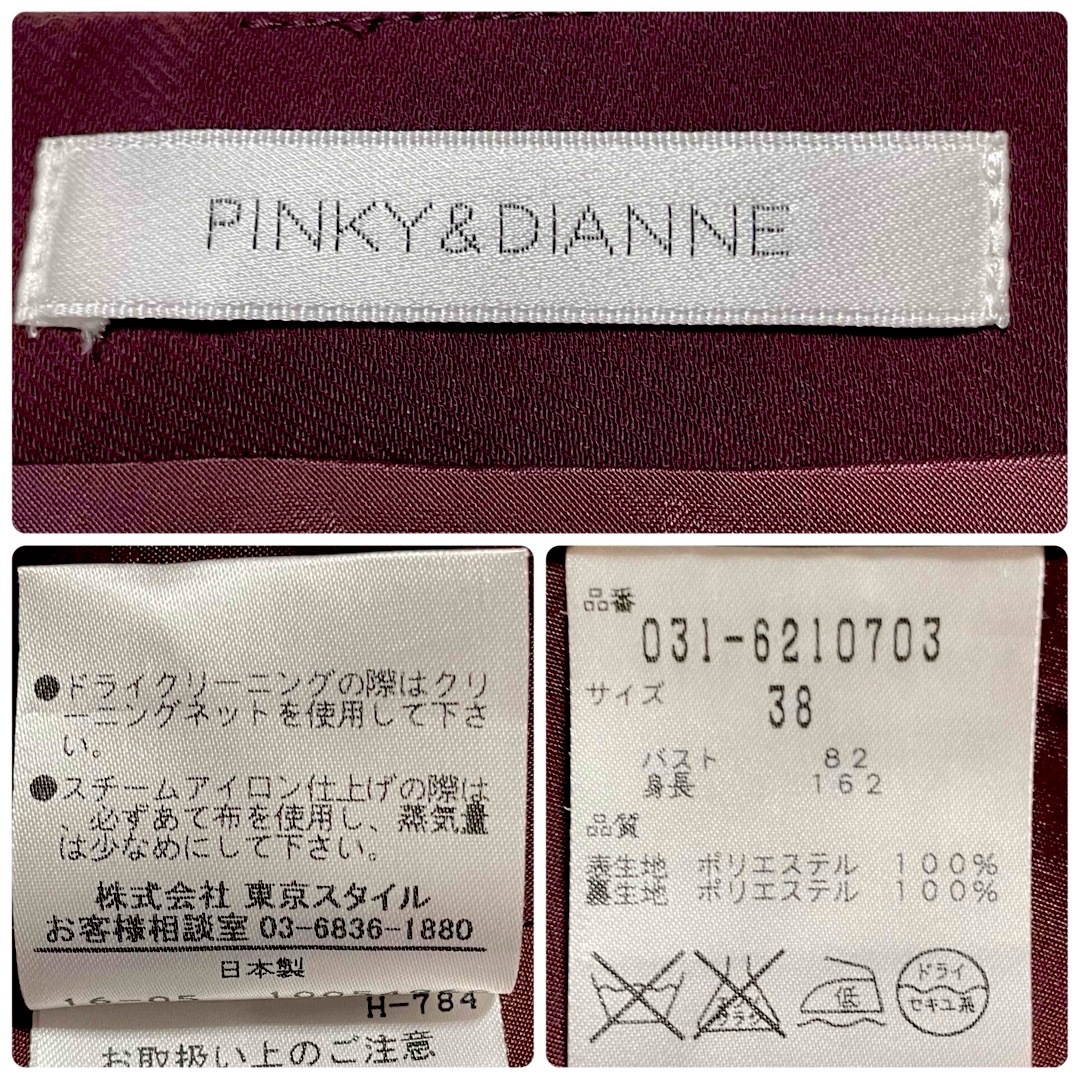 PINKY&DIANNE
●ドライクリーニングの際はクリ
ーニングネットを使用して下さ
い。
●スチームアイロン仕上げの際は
、必ずあて布を使用し、蒸気量
は少なめにして下さい。
株式会社 東京スタイル
お客様相談室 03-6836-1880
日本製
H-784
お取扱い上のご注意
品番
031-6210703
サイズ
38
バスト 82
身長 162
品質
表生地 ポリエステル 100%
裏生地 ポリエステル 100%
低
ドライ
セキユ系